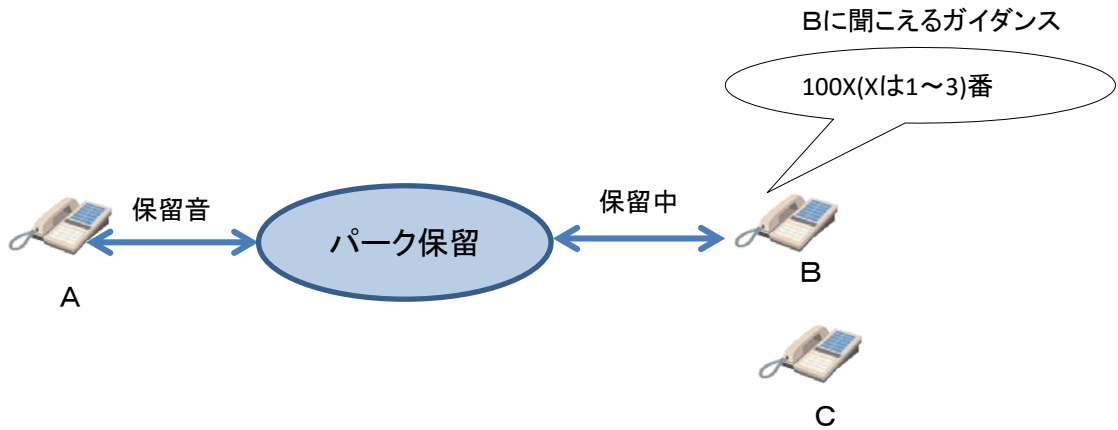 Bに聞こえるガイダンス
100X(Xは1～3)番
保留音
保留中
パーク保留
A
B
C